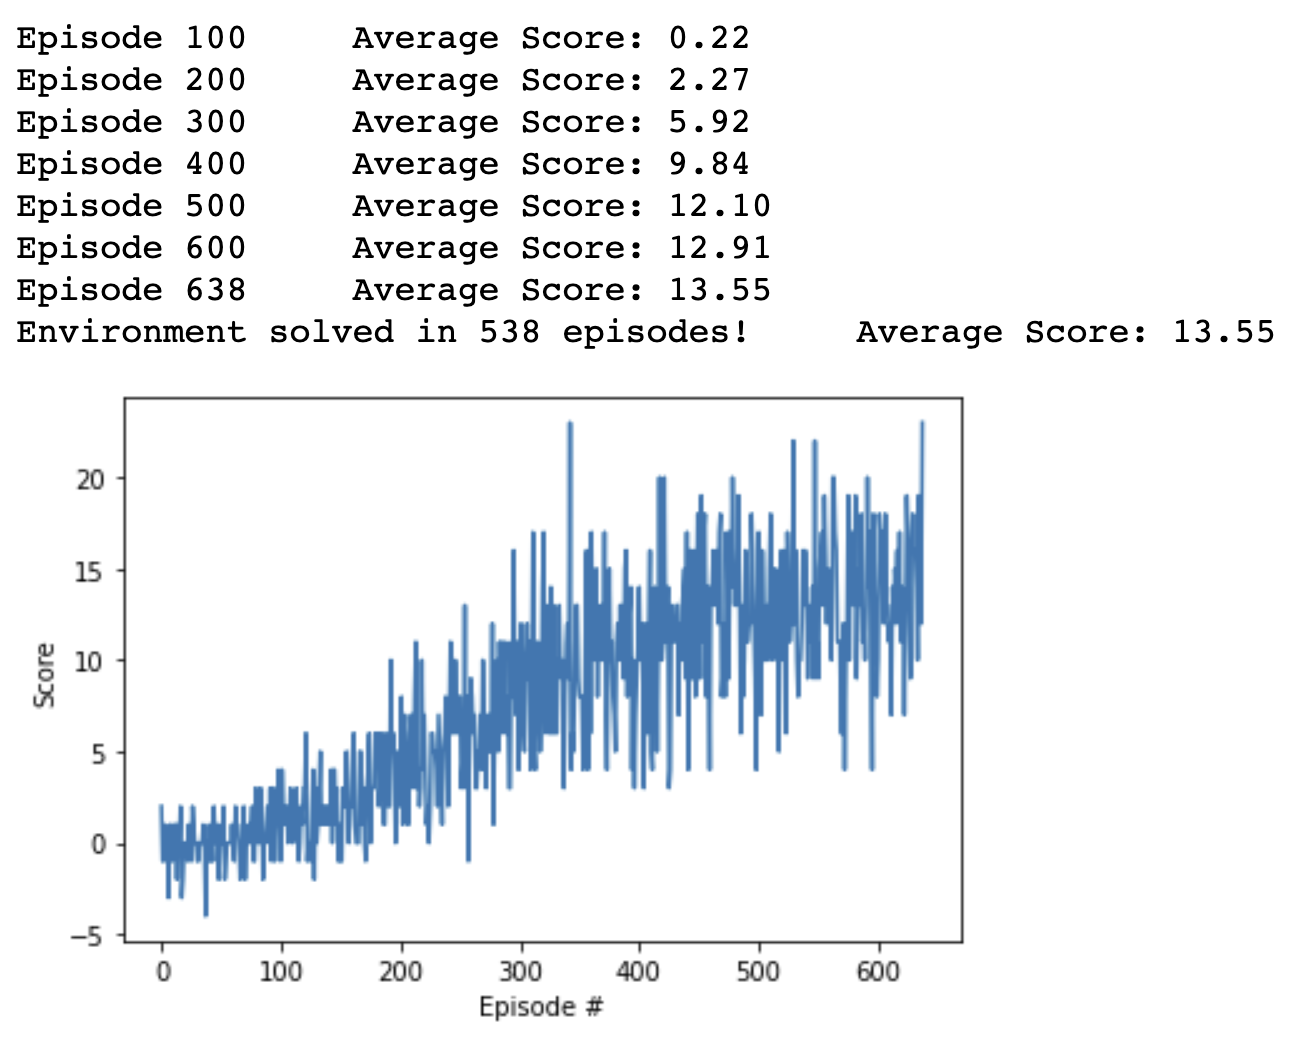 Episode 100 Average Score: 0.22
Episode 200 Average Score: 2.27
Episode 300 Average Score: 5.92
Episode 400 Average Score: 9.84
Episode 500 Average Score: 12.10
Episode 600 Average Score: 12.91
Episode 638 Average Score: 13.55
Environment solved in 538 episodes! Average Score: 13.55
20
15
10
5
0
−5
Score
0 100 200 300 400 500 600
Episode #